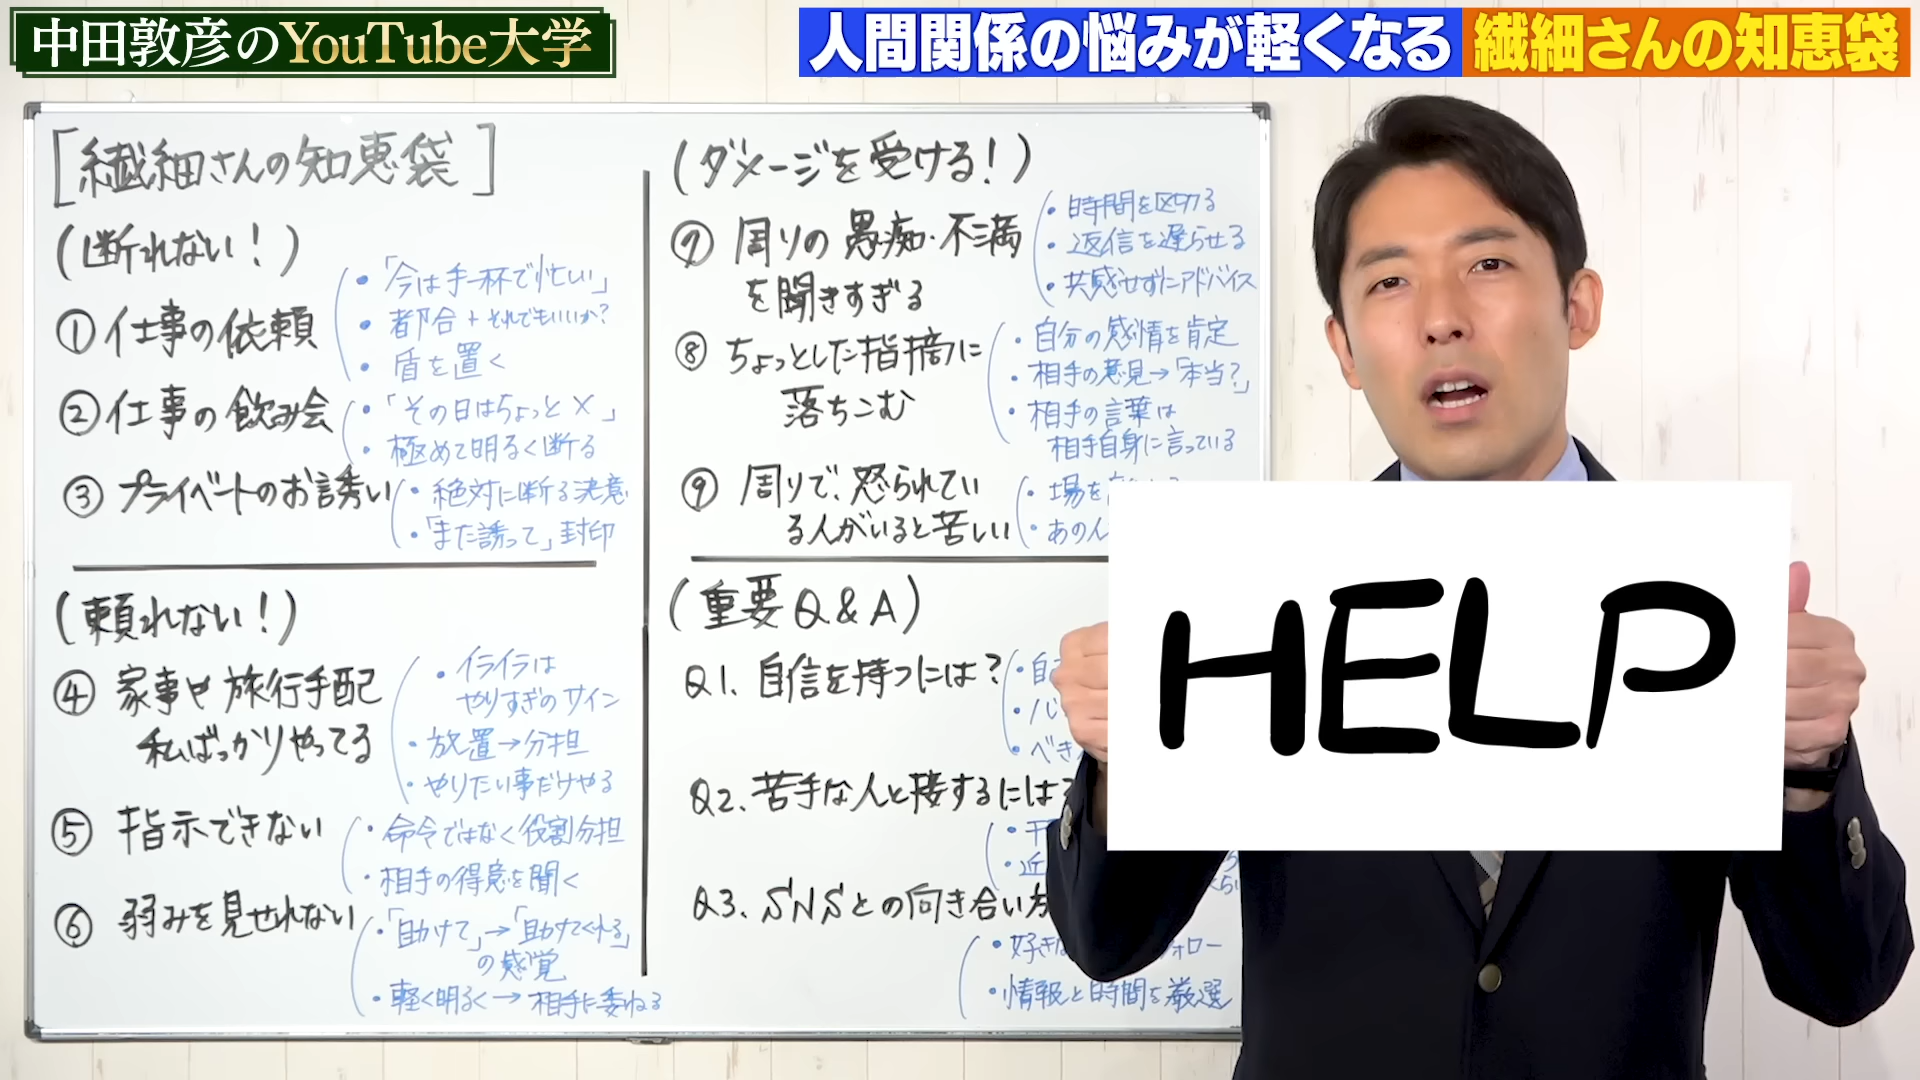 中田敦彦のYouTube大学
人間関係の悩みが軽くなる 繊細さんの知恵袋
[繊細さんの知恵袋]
(断れない!)
① 仕事の依頼
・「今は手一杯で忙しい」
・都合+それでもいいか?
・盾を置く
② 仕事の飲み会
・「その日はちょっと×」
・極めて明るく断る
③ プライベートのお誘い
・絶対に断る決意
・「また誘って」封印
(頼れない!)
④ 家事や旅行手配
私ばっかりやってる
・イライラは
やりすぎのサイン
・放置→分担
・やりたい事だけやる
⑤ 指示できない
・命令ではなく役割分担
・相手の得意を聞く
⑥ 弱みを見せれない
・「助けて」→「助けてくれる」
の感覚
・軽く明るく→相手に委ねる
(ダメージを受ける!)
⑦ 周りの愚痴・不満
を聞きすぎる
・時間を区切る
・返信を遅らせる
・共感せずにアドバイス
⑧ ちょっとした指摘に
落ちこむ
・自分の感情を肯定
・相手の意見→「本当?」
・相手の言葉は
相手自身に言っている
⑨ 周りで、怒られてい
る人がいると苦しい
・場を
・あの人
(重要Q&A)
Q1. 自信を持つには?
・自
・べき
Q2. 苦手な人と接するには?
・近
Q3. SNSとの向き合い方
・好き
ォロー
・情報と時間を厳選
HELP